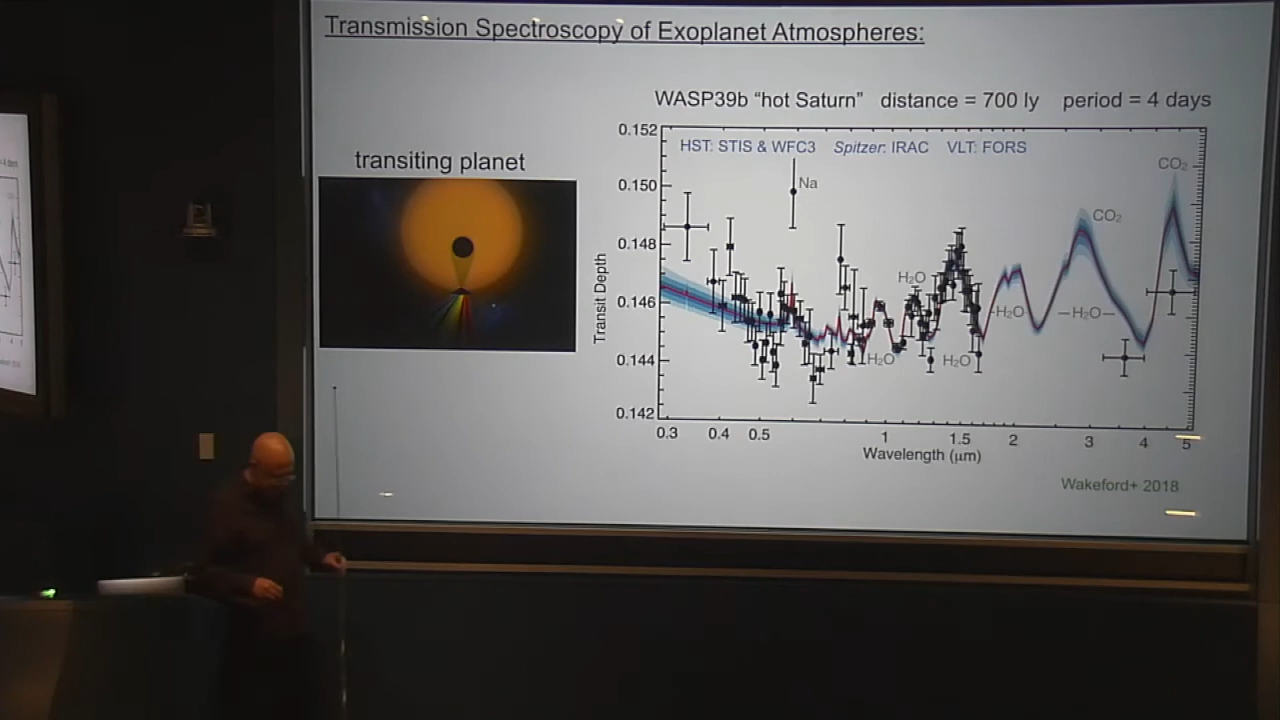 Transmission Spectroscopy of Exoplanet Atmospheres:
WASP39b "hot Saturn" distance = 700 ly period = 4 days
transiting planet
HST: STIS & WFC3 Spitzer: IRAC VLT: FORS
CO₂
Na
CO₂
H₂O
H₂O
H₂O
H₂O
H₂O
Transit Depth
0.152
0.150
0.148
0.146
0.144
0.142
0.3 0.4 0.5 1 1.5 2 3 4 5
Wavelength (μm)
Wakeford+ 2018